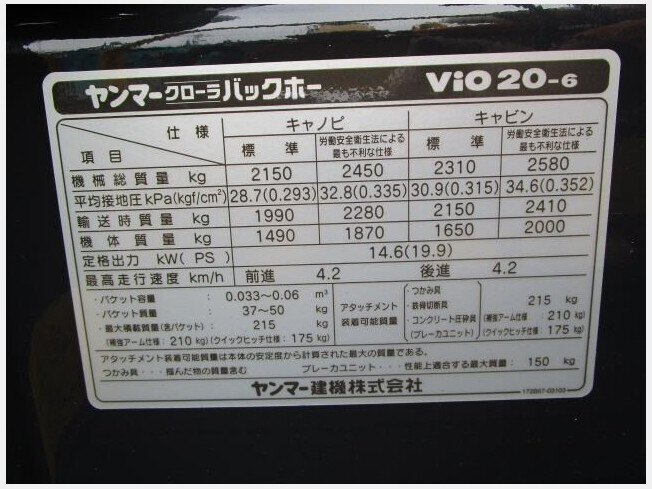 ヤンマークローラバックホー ViO20-6
仕様 キャノピ キャビン
項目 標準 労働安全衛生法による最も不利な仕様 標準 労働安全衛生法による最も不利な仕様
機械総質量 kg 2150 2450 2310 2580
平均接地圧 kPa(kgf/cm²) 28.7(0.293) 32.8(0.335) 30.9(0.315) 34.6(0.352)
輸送時質量 kg 1990 2280 2150 2410
機体質量 kg 1490 1870 1650 2000
定格出力 kW(PS) 14.6(19.9)
最高走行速度 km/h 前進 4.2 後進 4.2
・バケット容量 : 0.033～0.06 m³
・バケット質量 : 37～50 kg
・最大積載質量(含バケット) : 215 kg
(補強アーム仕様 : 210 kg) (クイックヒッチ仕様 : 175 kg)
アタッチメント装着可能質量
・つかみ具
・鉄骨切断具
・コンクリート圧砕具
(ブレーカユニット)
215 kg
(補強アーム仕様 : 210 kg)
(クイックヒッチ仕様 : 175 kg)
アタッチメント装着可能質量は本体の安定度から計算された最大の質量である。
つかみ具・・・掴んだ物の質量含む ブレーカユニット・・・性能上適合する最大質量 : 150 kg
ヤンマー建機株式会社